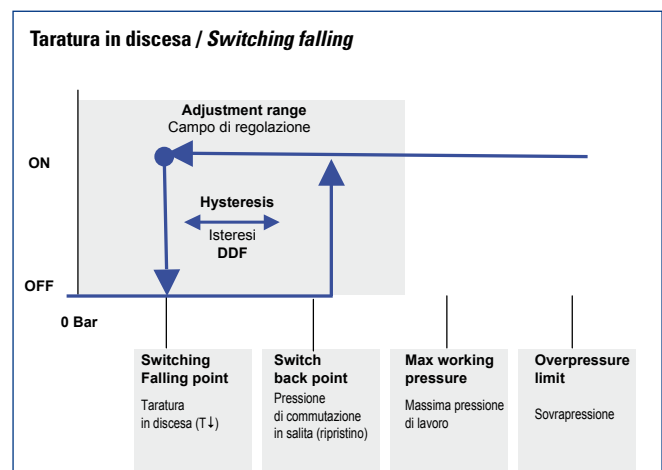 Taratura in discesa / Switching falling
Adjustment range
Campo di regolazione
ON
Hysteresis
Isteresi
DDF
OFF
0 Bar
Switching
Falling point
Taratura
in discesa (T↓)
Switch
back point
Pressione
di commutazione
in salita (ripristino)
Max working
pressure
Massima pressione
di lavoro
Overpressure
limit
Sovrapressione